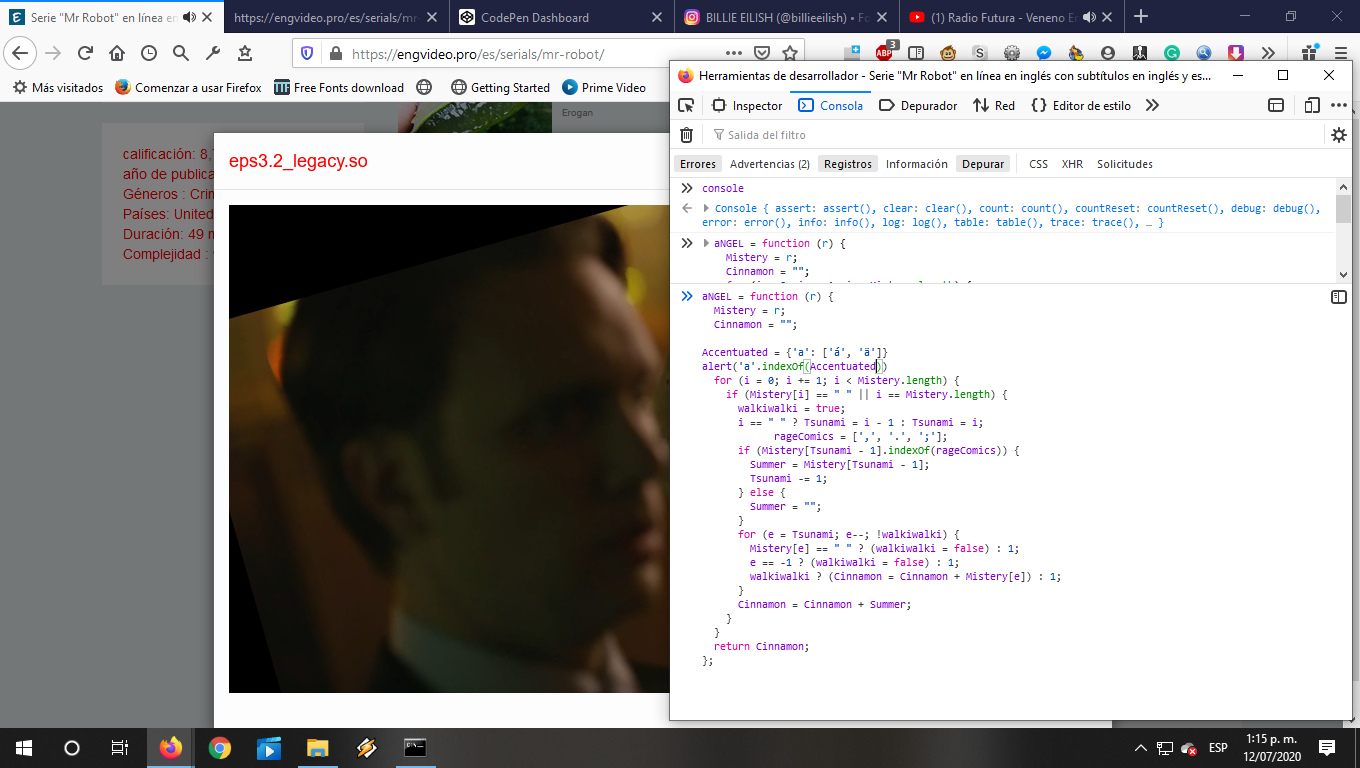 Serie "Mr Robot" en línea en
https://engvideo.pro/es/serials/mr-
CodePen Dashboard
BILLIE EILISH (@billieeilish) • Fo
(1) Radio Futura - Veneno En
https://engvideo.pro/es/serials/mr-robot/
ABP
3
S
Más visitados
Comenzar a usar Firefox
Free Fonts download
Getting Started
Prime Video
Erogan
calificación: 8,
año de publica
Géneros : Crim
Países: United
Duración: 49 m
Complejidad :
eps3.2_legacy.so
Herramientas de desarrollador - Serie "Mr Robot" en línea en inglés con subtítulos en inglés y es...
Inspector
Consola
Depurador
Red
Editor de estilo
Salida del filtro
Errores
Advertencias (2)
Registros
Información
Depurar
CSS
XHR
Solicitudes
console
Console { assert: assert(), clear: clear(), count: count(), countReset: countReset(), debug: debug(),
error: error(), info: info(), log: log(), table: table(), trace: trace(), … }
aNGEL = function (r) {
Mistery = r;
Cinnamon = "";
aNGEL = function (r) {
Mistery = r;
Cinnamon = "";
Accentuated = {'a': ['á', 'ä']}
alert('a'.indexOf(Accentuated))
for (i = 0; i += 1; i < Mistery.length) {
if (Mistery[i] == " " || i == Mistery.length) {
walkiwalki = true;
i == " " ? Tsunami = i - 1 : Tsunami = i;
rageComics = [',', '.', ';'];
if (Mistery[Tsunami - 1].indexOf(rageComics)) {
Summer = Mistery[Tsunami - 1];
Tsunami -= 1;
} else {
Summer = "";
}
for (e = Tsunami; e--; !walkiwalki) {
Mistery[e] == " " ? (walkiwalki = false) : 1;
e == -1 ? (walkiwalki = false) : 1;
walkiwalki ? (Cinnamon = Cinnamon + Mistery[e]) : 1;
}
Cinnamon = Cinnamon + Summer;
}
}
return Cinnamon;
};
ESP
1:15 p. m.
12/07/2020